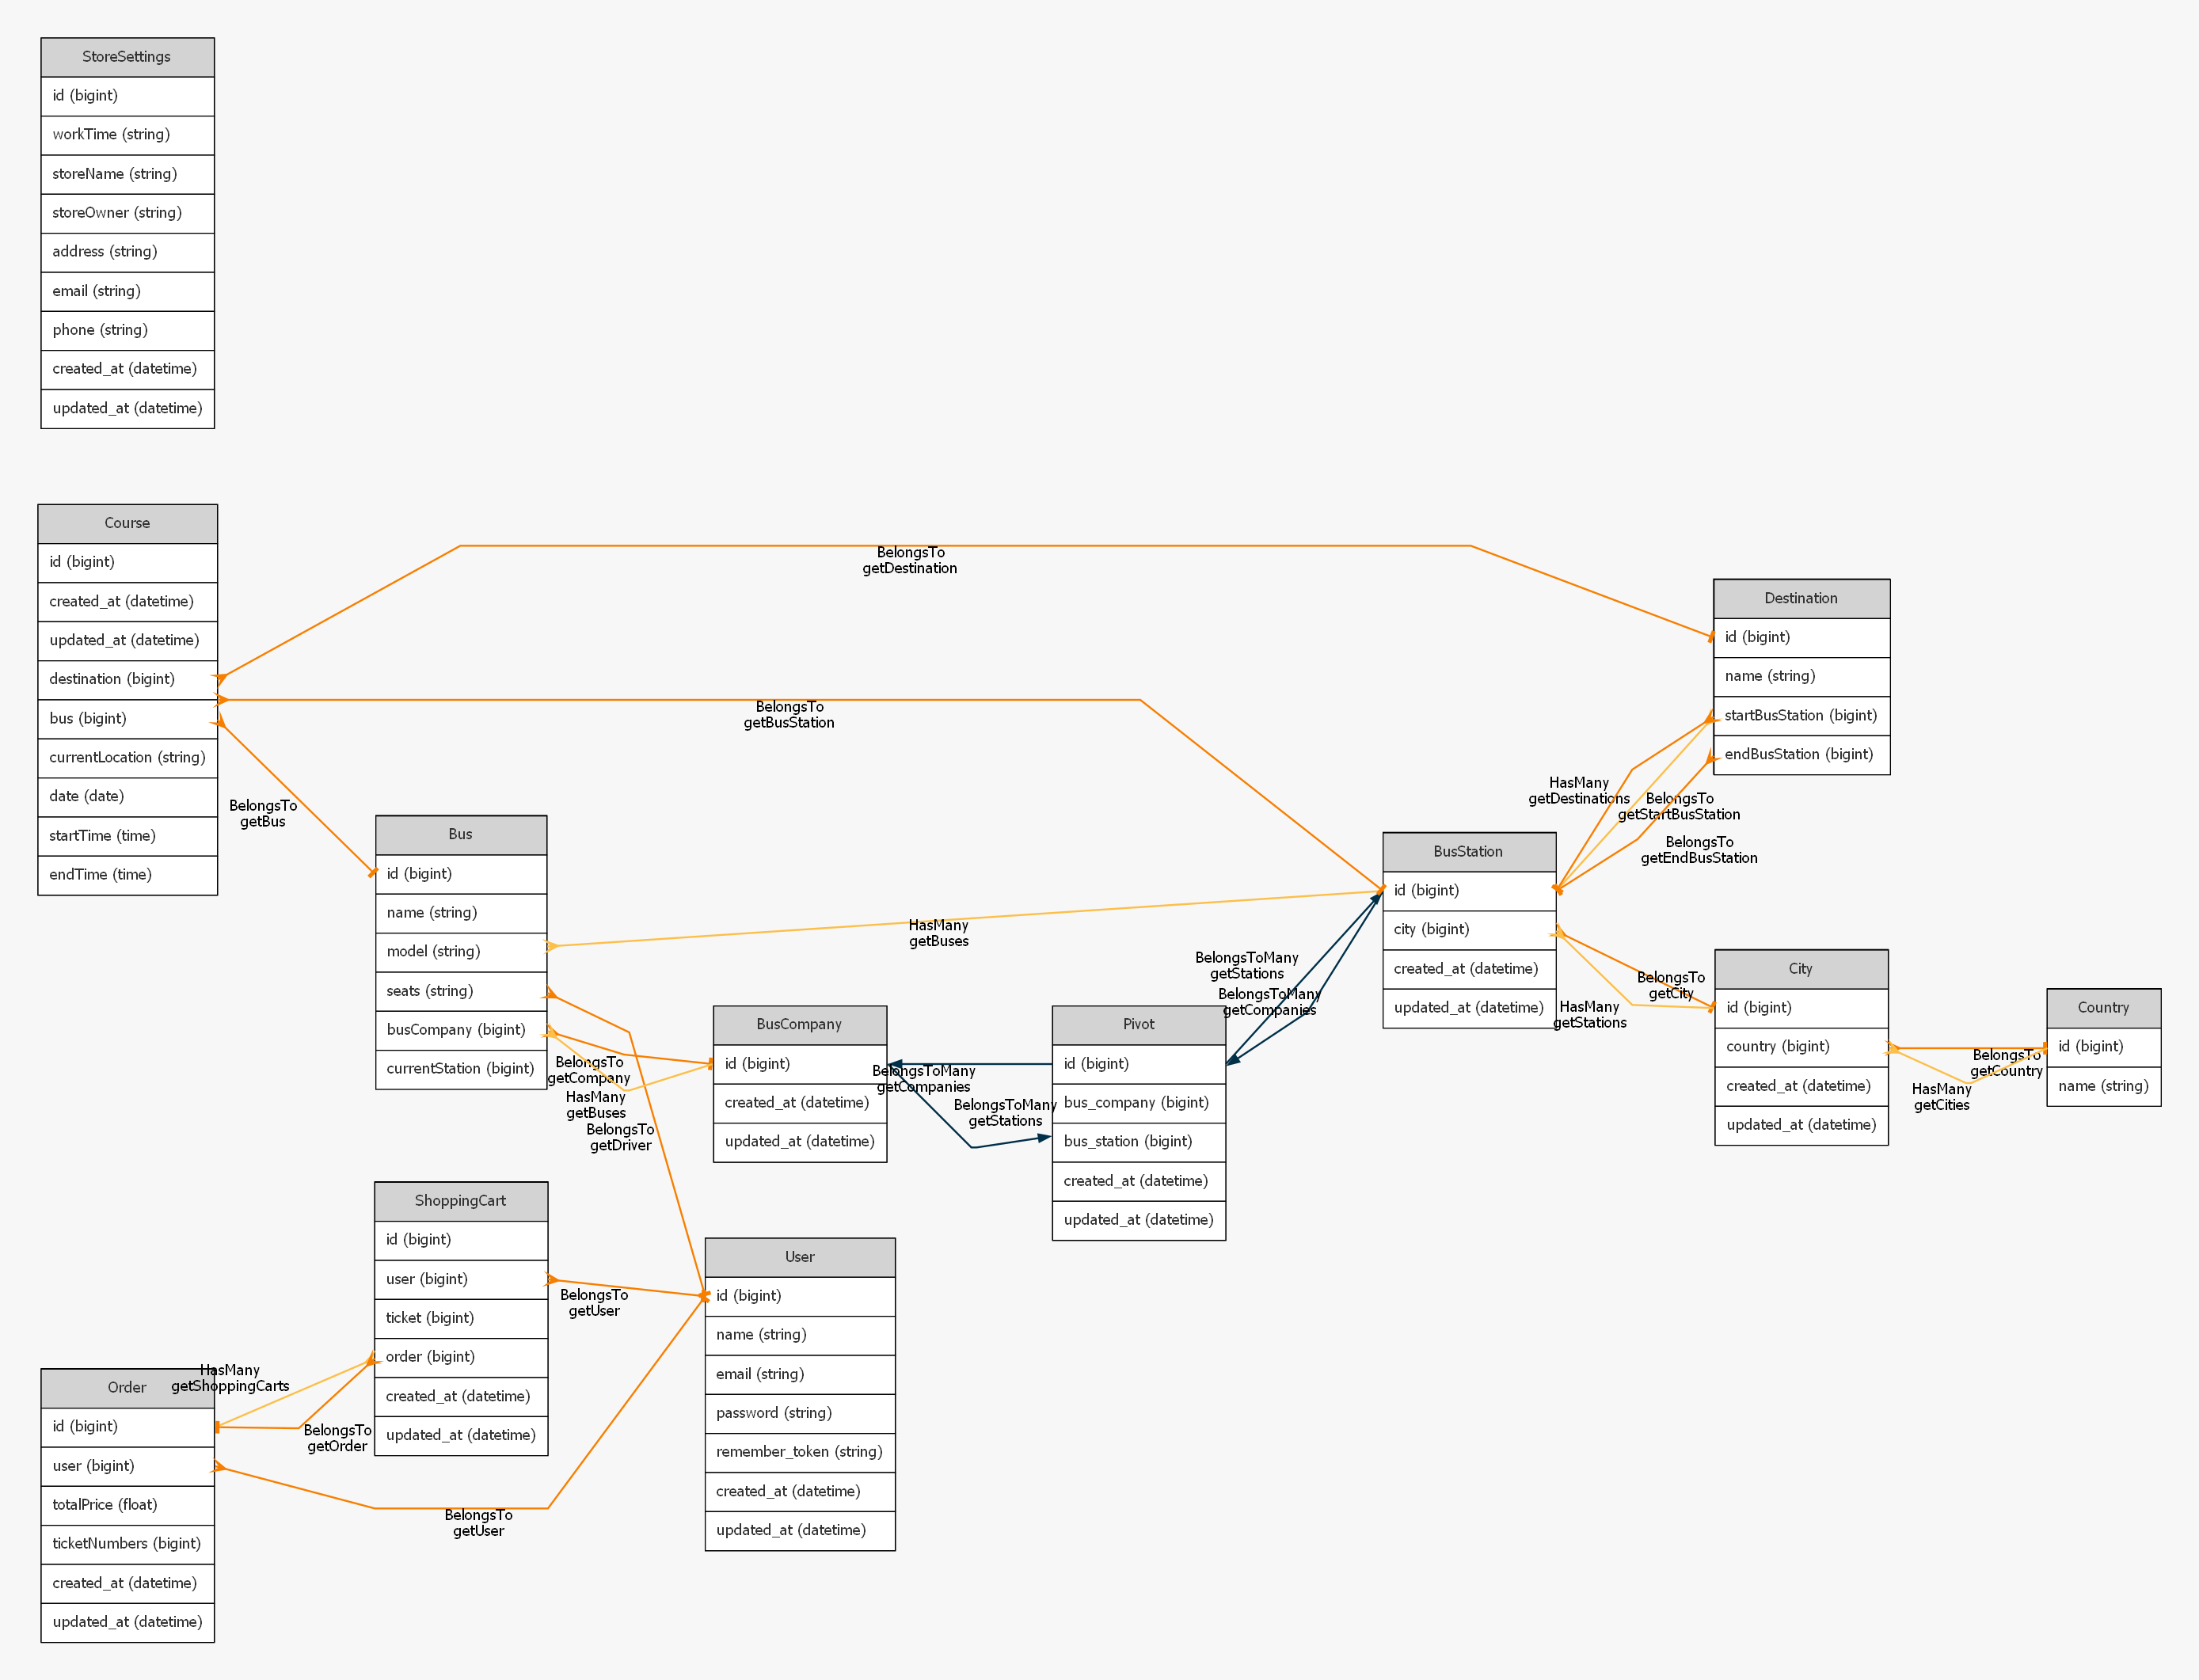 StoreSettings
id (bigint)
workTime (string)
storeName (string)
storeOwner (string)
address (string)
email (string)
phone (string)
created_at (datetime)
updated_at (datetime)
Course
id (bigint)
created_at (datetime)
updated_at (datetime)
destination (bigint)
bus (bigint)
currentLocation (string)
date (date)
startTime (time)
endTime (time)
BelongsTo
getDestination
BelongsTo
getBusStation
BelongsTo
getBus
Destination
id (bigint)
name (string)
startBusStation (bigint)
endBusStation (bigint)
HasMany
getDestinations
BelongsTo
getStartBusStation
BelongsTo
getEndBusStation
Bus
id (bigint)
name (string)
model (string)
seats (string)
busCompany (bigint)
currentStation (bigint)
HasMany
getBuses
BusStation
id (bigint)
city (bigint)
created_at (datetime)
updated_at (datetime)
BelongsToMany
getStations
BelongsToMany
getCompanies
BelongsTo
getCity
HasMany
getStations
City
id (bigint)
country (bigint)
created_at (datetime)
updated_at (datetime)
BelongsTo
getCountry
HasMany
getCities
Country
id (bigint)
name (string)
BelongsTo
getCompany
HasMany
getBuses
BelongsTo
getDriver
BusCompany
id (bigint)
created_at (datetime)
updated_at (datetime)
BelongsToMany
getCompanies
BelongsToMany
getStations
Pivot
id (bigint)
bus_company (bigint)
bus_station (bigint)
created_at (datetime)
updated_at (datetime)
ShoppingCart
id (bigint)
user (bigint)
ticket (bigint)
order (bigint)
created_at (datetime)
updated_at (datetime)
BelongsTo
getUser
User
id (bigint)
name (string)
email (string)
password (string)
remember_token (string)
created_at (datetime)
updated_at (datetime)
HasMany
getShoppingCarts
BelongsTo
getOrder
Order
id (bigint)
user (bigint)
totalPrice (float)
ticketNumbers (bigint)
created_at (datetime)
updated_at (datetime)
BelongsTo
getUser